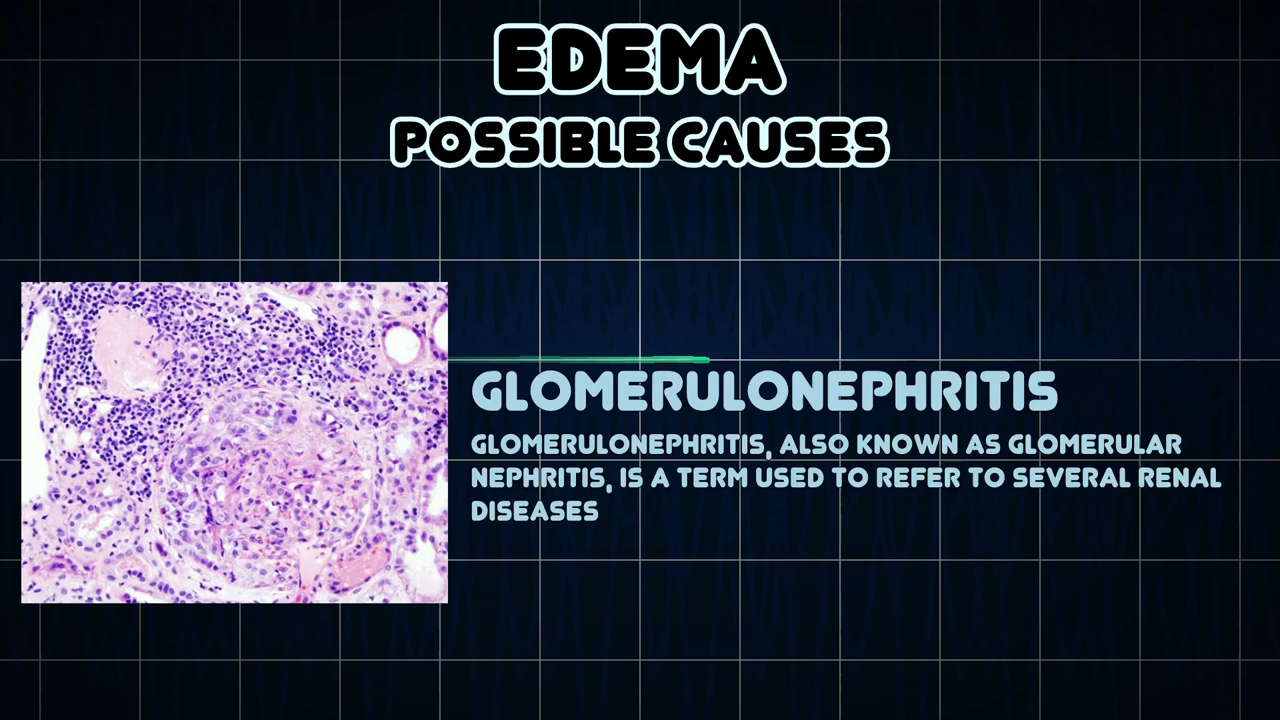 EDEMA
POSSIBLE CAUSES
GLOMERULONEPHRITIS
GLOMERULONEPHRITIS, ALSO KNOWN AS GLOMERULAR
NEPHRITIS, IS A TERM USED TO REFER TO SEVERAL RENAL
DISEASES